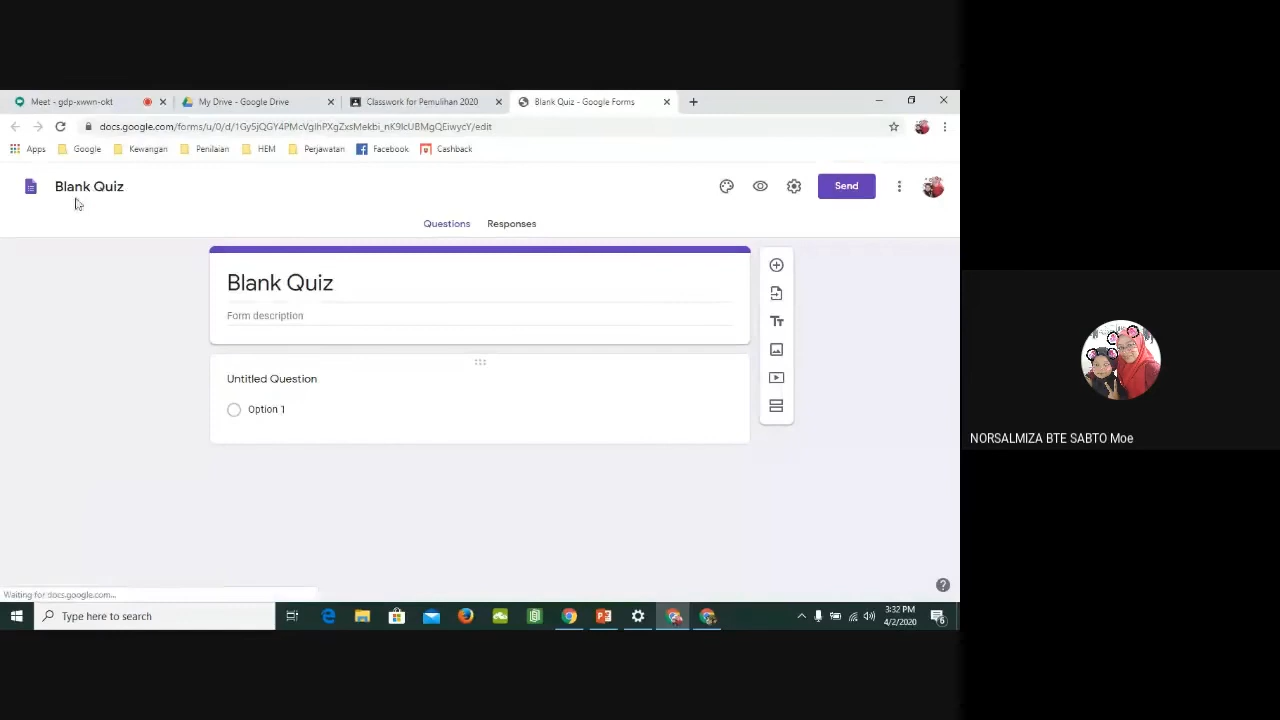 Meet - gdp-xwwn-okt
My Drive - Google Drive
Classwork for Pemulihan 2020
Blank Quiz - Google Forms
docs.google.com/forms/u/0/d/1Gy5jQGY4PMcVglhPXgZxsMekbi_nK9lcUBMgQEiwycY/edit
Apps
Google
Kewangan
Penilaian
HEM
Perjawatan
Facebook
Cashback
Blank Quiz
Send
Questions
Responses
Blank Quiz
Form description
Untitled Question
Option 1
NORSALMIZA BTE SABTO Moe
Waiting for docs.google.com...
Type here to search
3:32 PM
4/2/2020
6